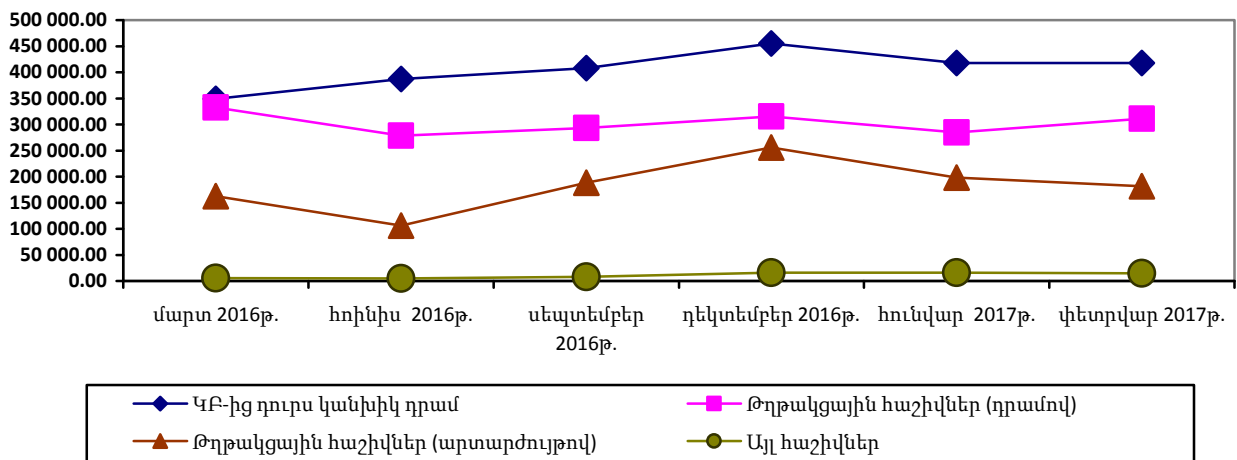 500 000.00
450 000.00
400 000.00
350 000.00
300 000.00
250 000.00
200 000.00
150 000.00
100 000.00
50 000.00
0.00
մարտ 2016թ. հոինիս 2016թ. սեպտեմբեր 2016թ. դեկտեմբեր 2016թ. հունվար 2017թ. փետրվար 2017թ.
ԿԲ-ից դուրս կանխիկ դրամ
Թղթակցային հաշիվներ (դրամով)
Թղթակցային հաշիվներ (արտարժույթով)
Այլ հաշիվներ